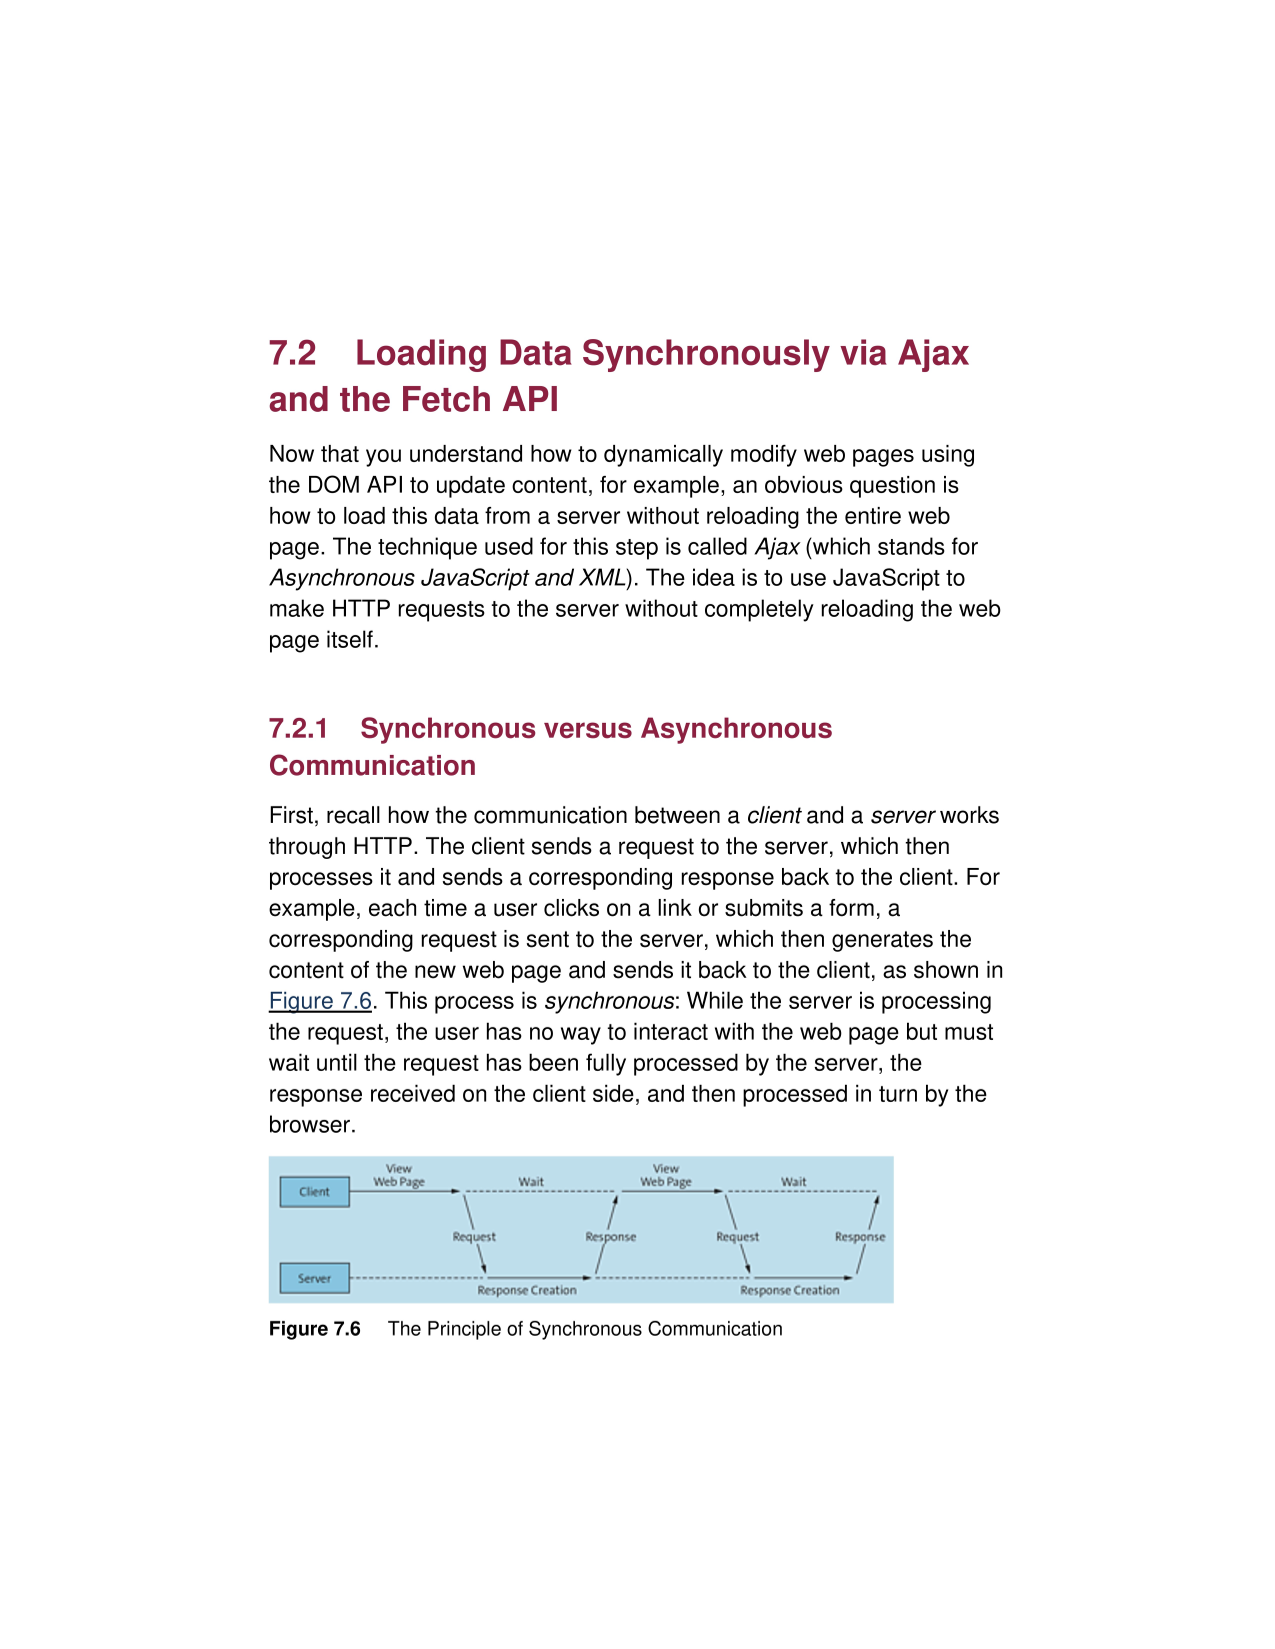 7.2 Loading Data Synchronously via Ajax
and the Fetch API
Now that you understand how to dynamically modify web pages using
the DOM API to update content, for example, an obvious question is
how to load this data from a server without reloading the entire web
page. The technique used for this step is called Ajax (which stands for
Asynchronous JavaScript and XML). The idea is to use JavaScript to
make HTTP requests to the server without completely reloading the web
page itself.
7.2.1 Synchronous versus Asynchronous
Communication
First, recall how the communication between a client and a server works
through HTTP. The client sends a request to the server, which then
processes it and sends a corresponding response back to the client. For
example, each time a user clicks on a link or submits a form, a
corresponding request is sent to the server, which then generates the
content of the new web page and sends it back to the client, as shown in
Figure 7.6. This process is synchronous: While the server is processing
the request, the user has no way to interact with the web page but must
wait until the request has been fully processed by the server, the
response received on the client side, and then processed in turn by the
browser.
View
Web Page
Wait
View
Web Page
Wait
Client
Request
Response
Request
Response
Server
Response Creation
Response Creation
Figure 7.6 The Principle of Synchronous Communication